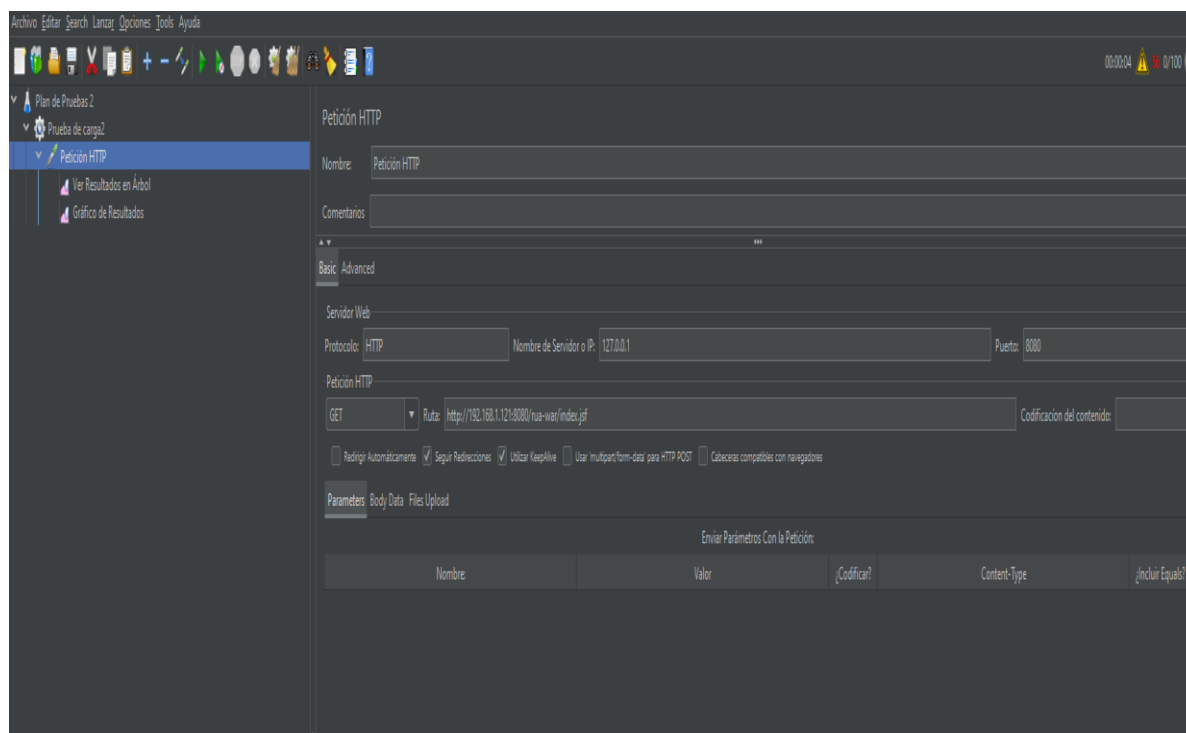 Archivo Editar Search Lanzar Opciones Tools Ayuda
00:00:04 0/100
Plan de Pruebas 2
Prueba de carga2
Petición HTTP
Ver Resultados en Árbol
Gráfico de Resultados
Petición HTTP
Nombre: Petición HTTP
Comentarios
Basic Advanced
Servidor Web
Protocolo: HTTP Nombre de Servidor o IP: 127.0.0.1 Puerto: 8080
Petición HTTP
GET Ruta: http://192.168.1.121:8080/rua-war/index.jsf Codificacion del contenido:
Redirigir Automáticamente Seguir Redirecciones Utilizar KeepAlive Usar 'multipart/form-data' para HTTP POST Cabeceras compatibles con navegadores
Parameters Body Data Files Upload
Enviar Parámetros Con la Petición:
Nombre: Valor ¿Codificar? Content-Type ¿Incluir Equals?